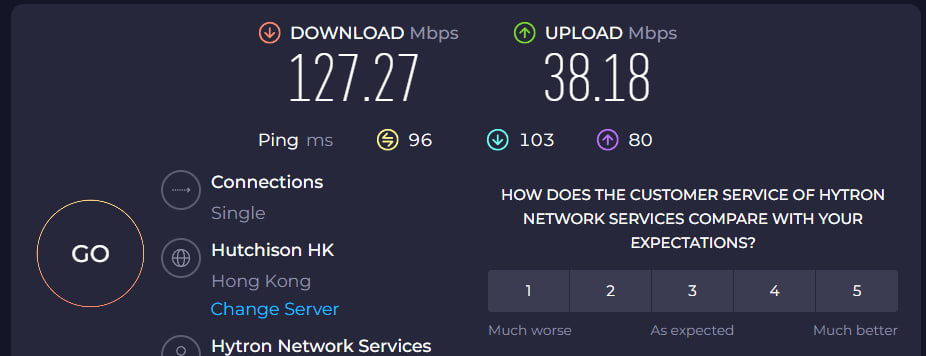 DOWNLOAD Mbps
UPLOAD Mbps
127.27
38.18
Ping ms 96 103 80
Connections
Single
Hutchison HK
Hong Kong
Change Server
Hytron Network Services
GO
HOW DOES THE CUSTOMER SERVICE OF HYTRON
NETWORK SERVICES COMPARE WITH YOUR
EXPECTATIONS?
1 2 3 4 5
Much worse As expected Much better